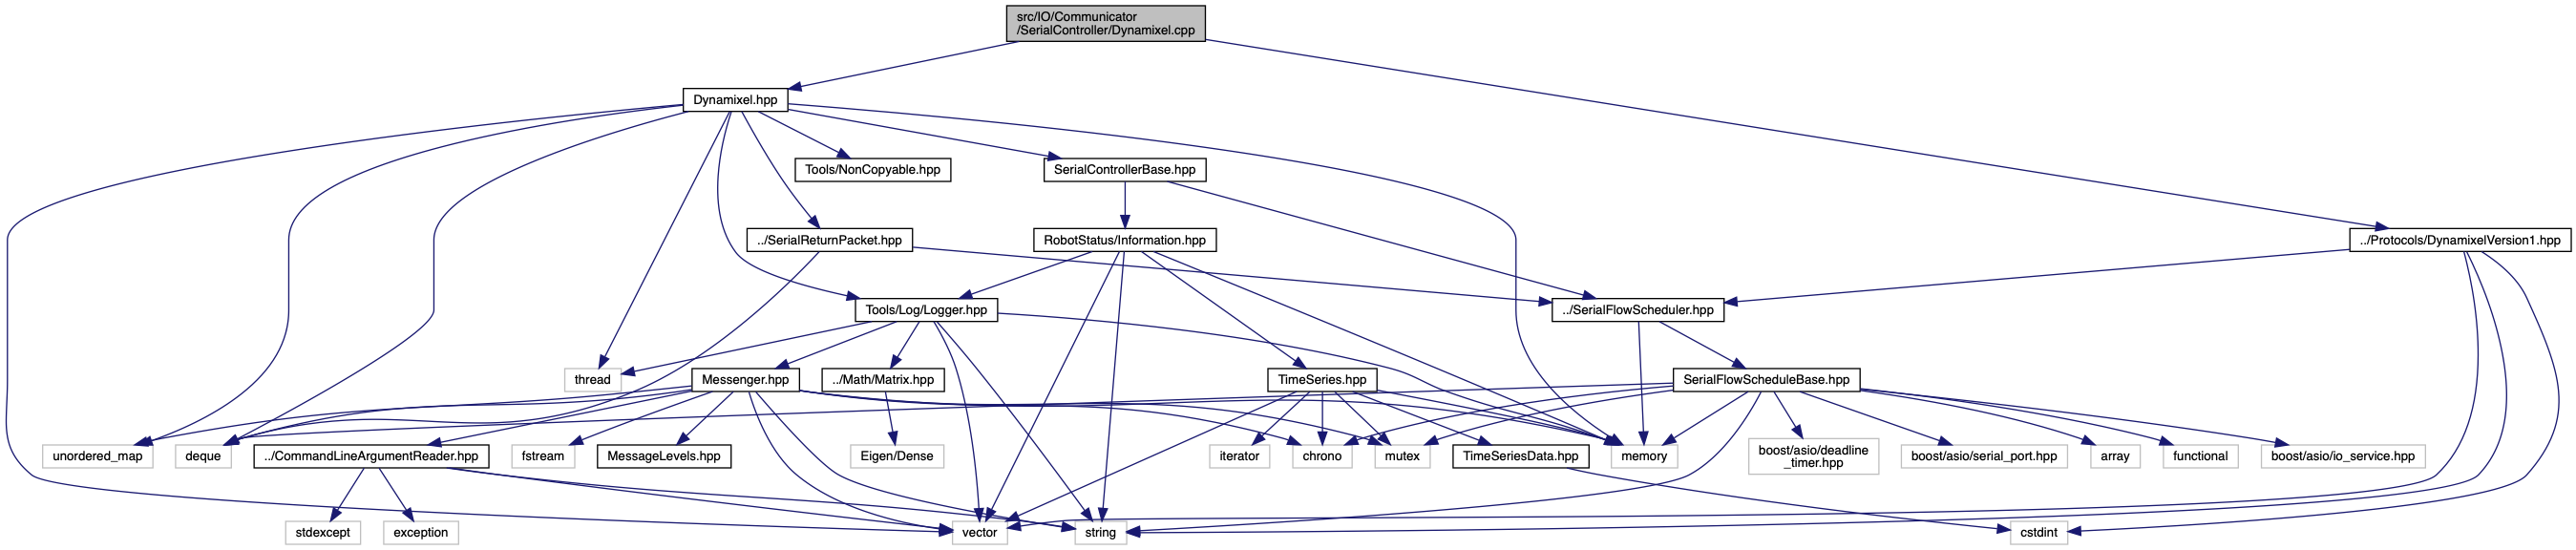 src/IO/Communicator
/SerialController/Dynamixel.cpp
Dynamixel.hpp
Tools/NonCopyable.hpp
SerialControllerBase.hpp
../SerialReturnPacket.hpp
RobotStatus/Information.hpp
../Protocols/DynamixelVersion1.hpp
Tools/Log/Logger.hpp
../SerialFlowScheduler.hpp
thread
Messenger.hpp
../Math/Matrix.hpp
TimeSeries.hpp
SerialFlowScheduleBase.hpp
unordered_map
deque
../CommandLineArgumentReader.hpp
fstream
MessageLevels.hpp
Eigen/Dense
iterator
chrono
mutex
TimeSeriesData.hpp
memory
boost/asio/deadline
_timer.hpp
boost/asio/serial_port.hpp
array
functional
boost/asio/io_service.hpp
stdexcept
exception
vector
string
cstdint